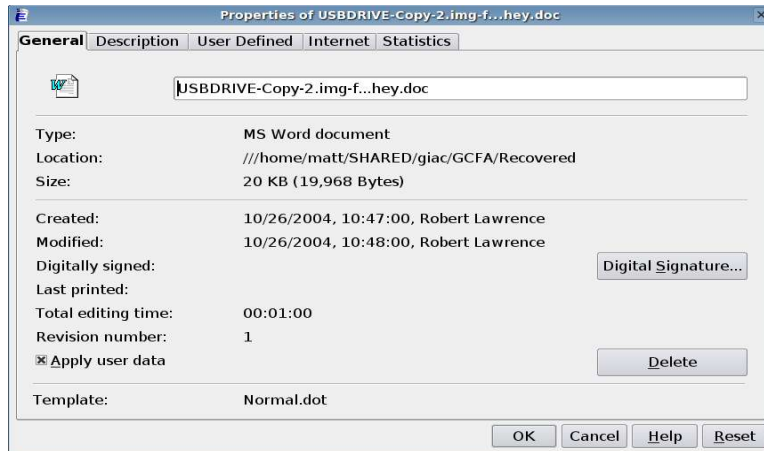 Properties of USBDRIVE-Copy-2.img-f...hey.doc
General Description User Defined Internet Statistics
USBDRIVE-Copy-2.img-f...hey.doc
Type: MS Word document
Location: ///home/matt/SHARED/giac/GCFA/Recovered
Size: 20 KB (19,968 Bytes)
Created: 10/26/2004, 10:47:00, Robert Lawrence
Modified: 10/26/2004, 10:48:00, Robert Lawrence
Digitally signed: Digital Signature...
Last printed:
Total editing time: 00:01:00
Revision number: 1
Apply user data Delete
Template: Normal.dot
OK Cancel Help Reset